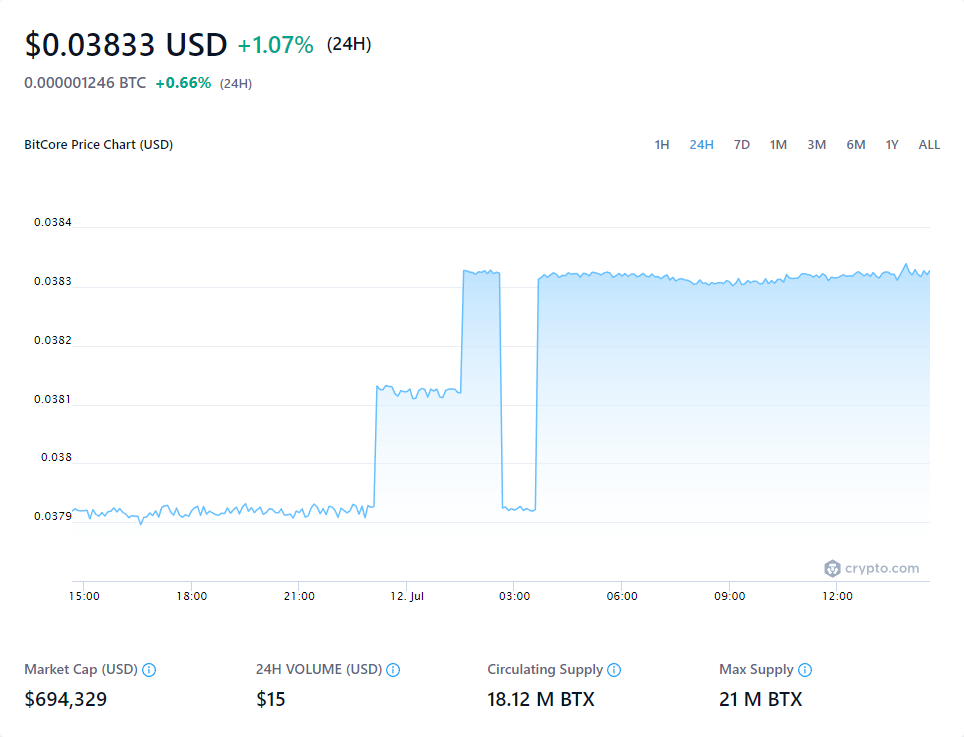 $0.03833 USD +1.07% (24H)
0.000001246 BTC +0.66% (24H)
BitCore Price Chart (USD) 1H 24H 7D 1M 3M 6M 1Y ALL
0.0384
0.0383
0.0382
0.0381
0.038
0.0379
crypto.com
15:00 18:00 21:00 12. Jul 03:00 06:00 09:00 12:00
Market Cap (USD) 24H VOLUME (USD) Circulating Supply Max Supply
$694,329 $15 18.12 M BTX 21 M BTX